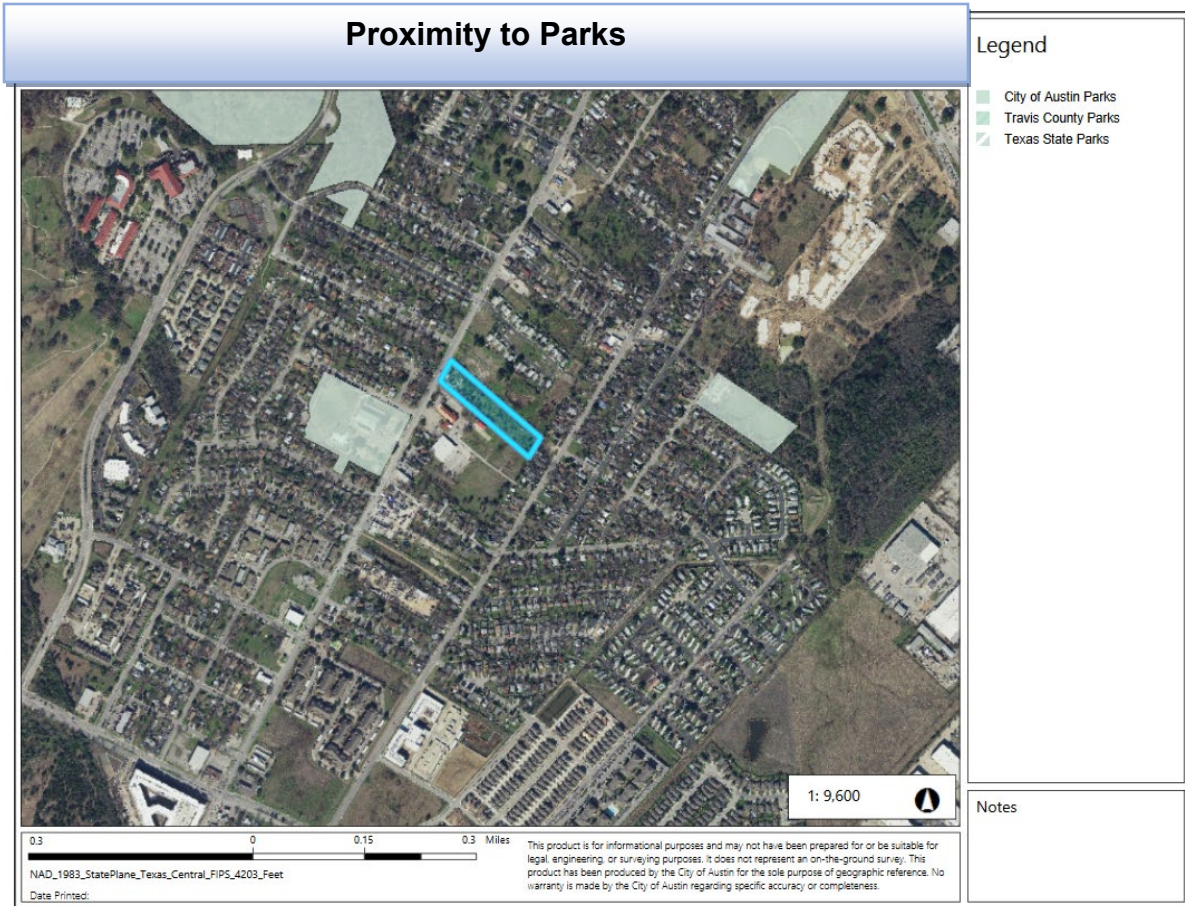 Proximity to Parks
Legend
City of Austin Parks
Travis County Parks
Texas State Parks
1: 9,600
Notes
0.3 0 0.15 0.3 Miles
NAD_1983_StatePlane_Texas_Central_FIPS_4203_Feet
Date Printed:
This product is for informational purposes and may not have been prepared for or be suitable for
legal, engineering, or surveying purposes. It does not represent an on-the-ground survey. This
product has been produced by the City of Austin for the sole purpose of geographic reference. No
warranty is made by the City of Austin regarding specific accuracy or completeness.